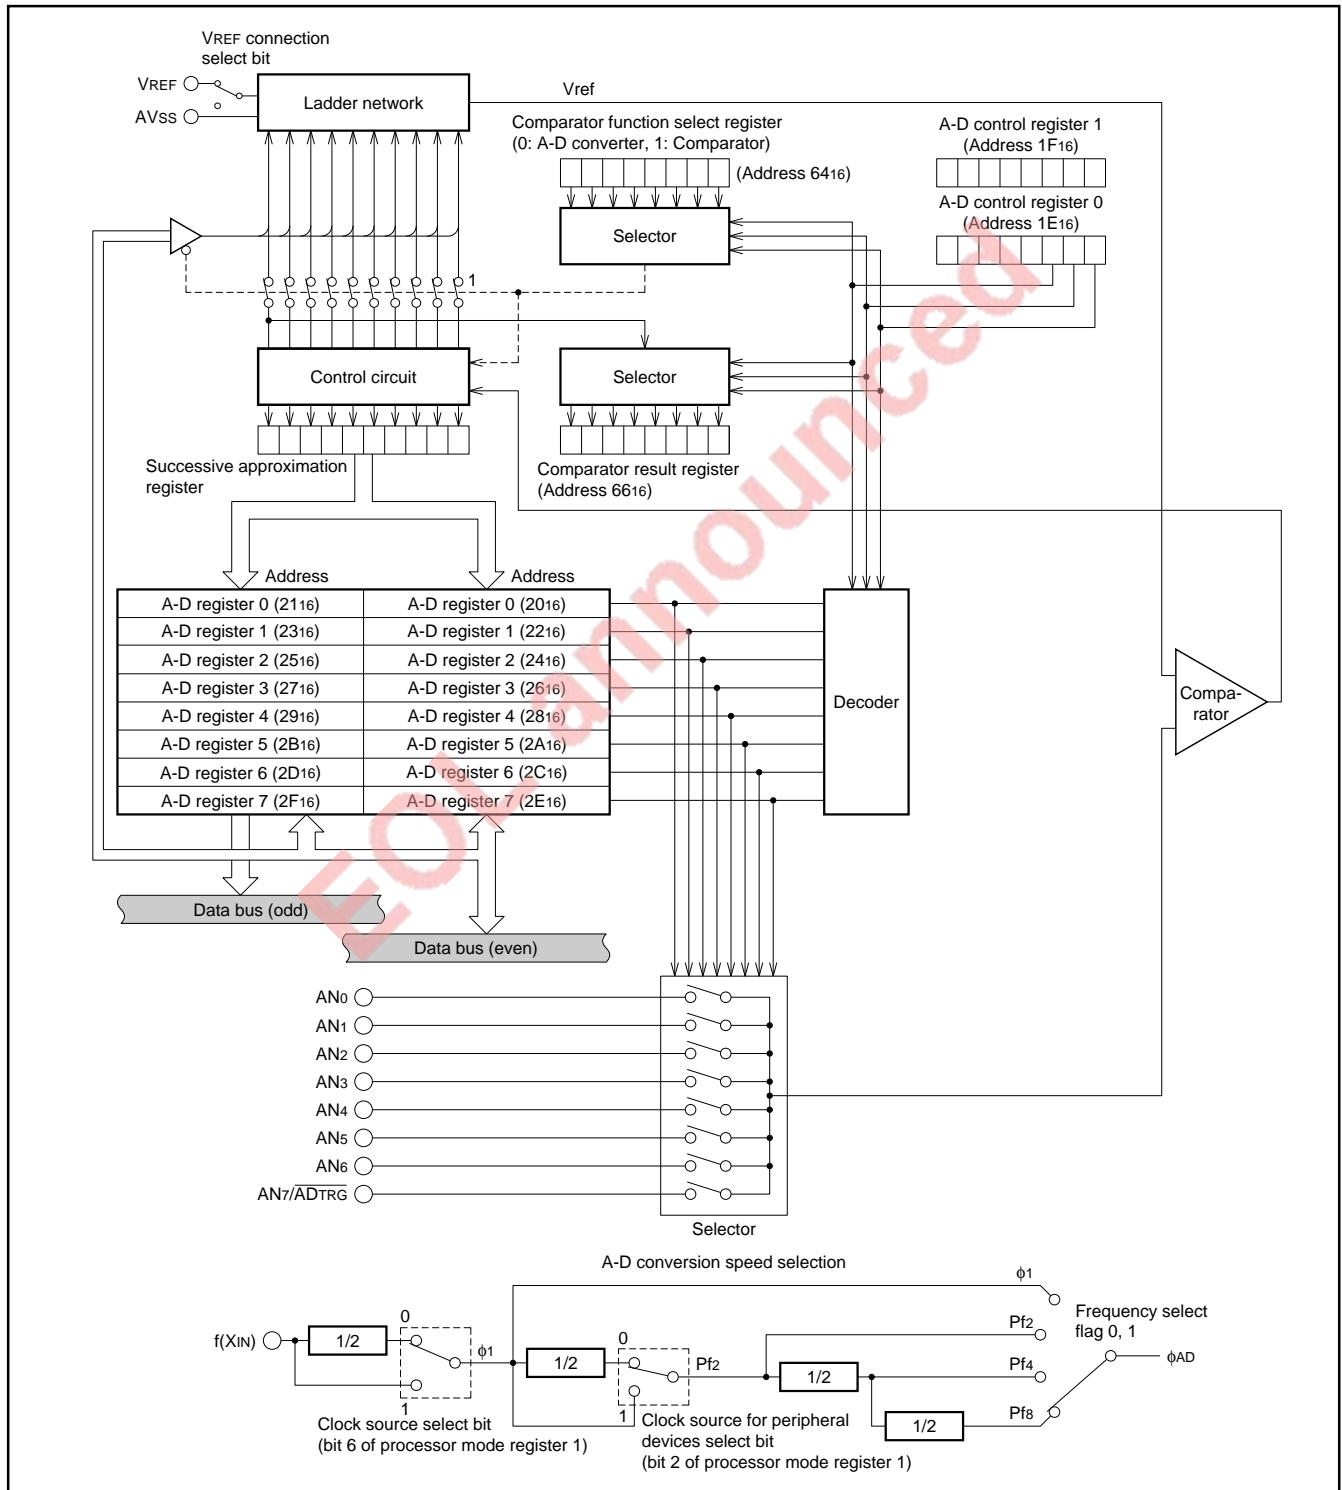 VREF connection
select bit
VREF
AVSS
Ladder network
Vref
Comparator function select register
(0: A-D converter, 1: Comparator)
(Address 6416)
A-D control register 1
(Address 1F16)
A-D control register 0
(Address 1E16)
Selector
1
Control circuit
Selector
Successive approximation
register
Comparator result register
(Address 6616)
Address
Address
A-D register 0 (2116)
A-D register 0 (2016)
A-D register 1 (2316)
A-D register 1 (2216)
A-D register 2 (2516)
A-D register 2 (2416)
A-D register 3 (2716)
A-D register 3 (2616)
A-D register 4 (2916)
A-D register 4 (2816)
A-D register 5 (2B16)
A-D register 5 (2A16)
A-D register 6 (2D16)
A-D register 6 (2C16)
A-D register 7 (2F16)
A-D register 7 (2E16)
Decoder
Compa-
rator
Data bus (odd)
Data bus (even)
EOL announced
AN0
AN1
AN2
AN3
AN4
AN5
AN6
AN7/ADTRG
Selector
A-D conversion speed selection
f(XIN)
1/2
0
1
ϕ1
Clock source select bit
(bit 6 of processor mode register 1)
1/2
0
1
Pf2
Clock source for peripheral
devices select bit
(bit 2 of processor mode register 1)
1/2
1/2
ϕ1
Pf2
Pf4
Pf8
Frequency select
flag 0, 1
ϕAD